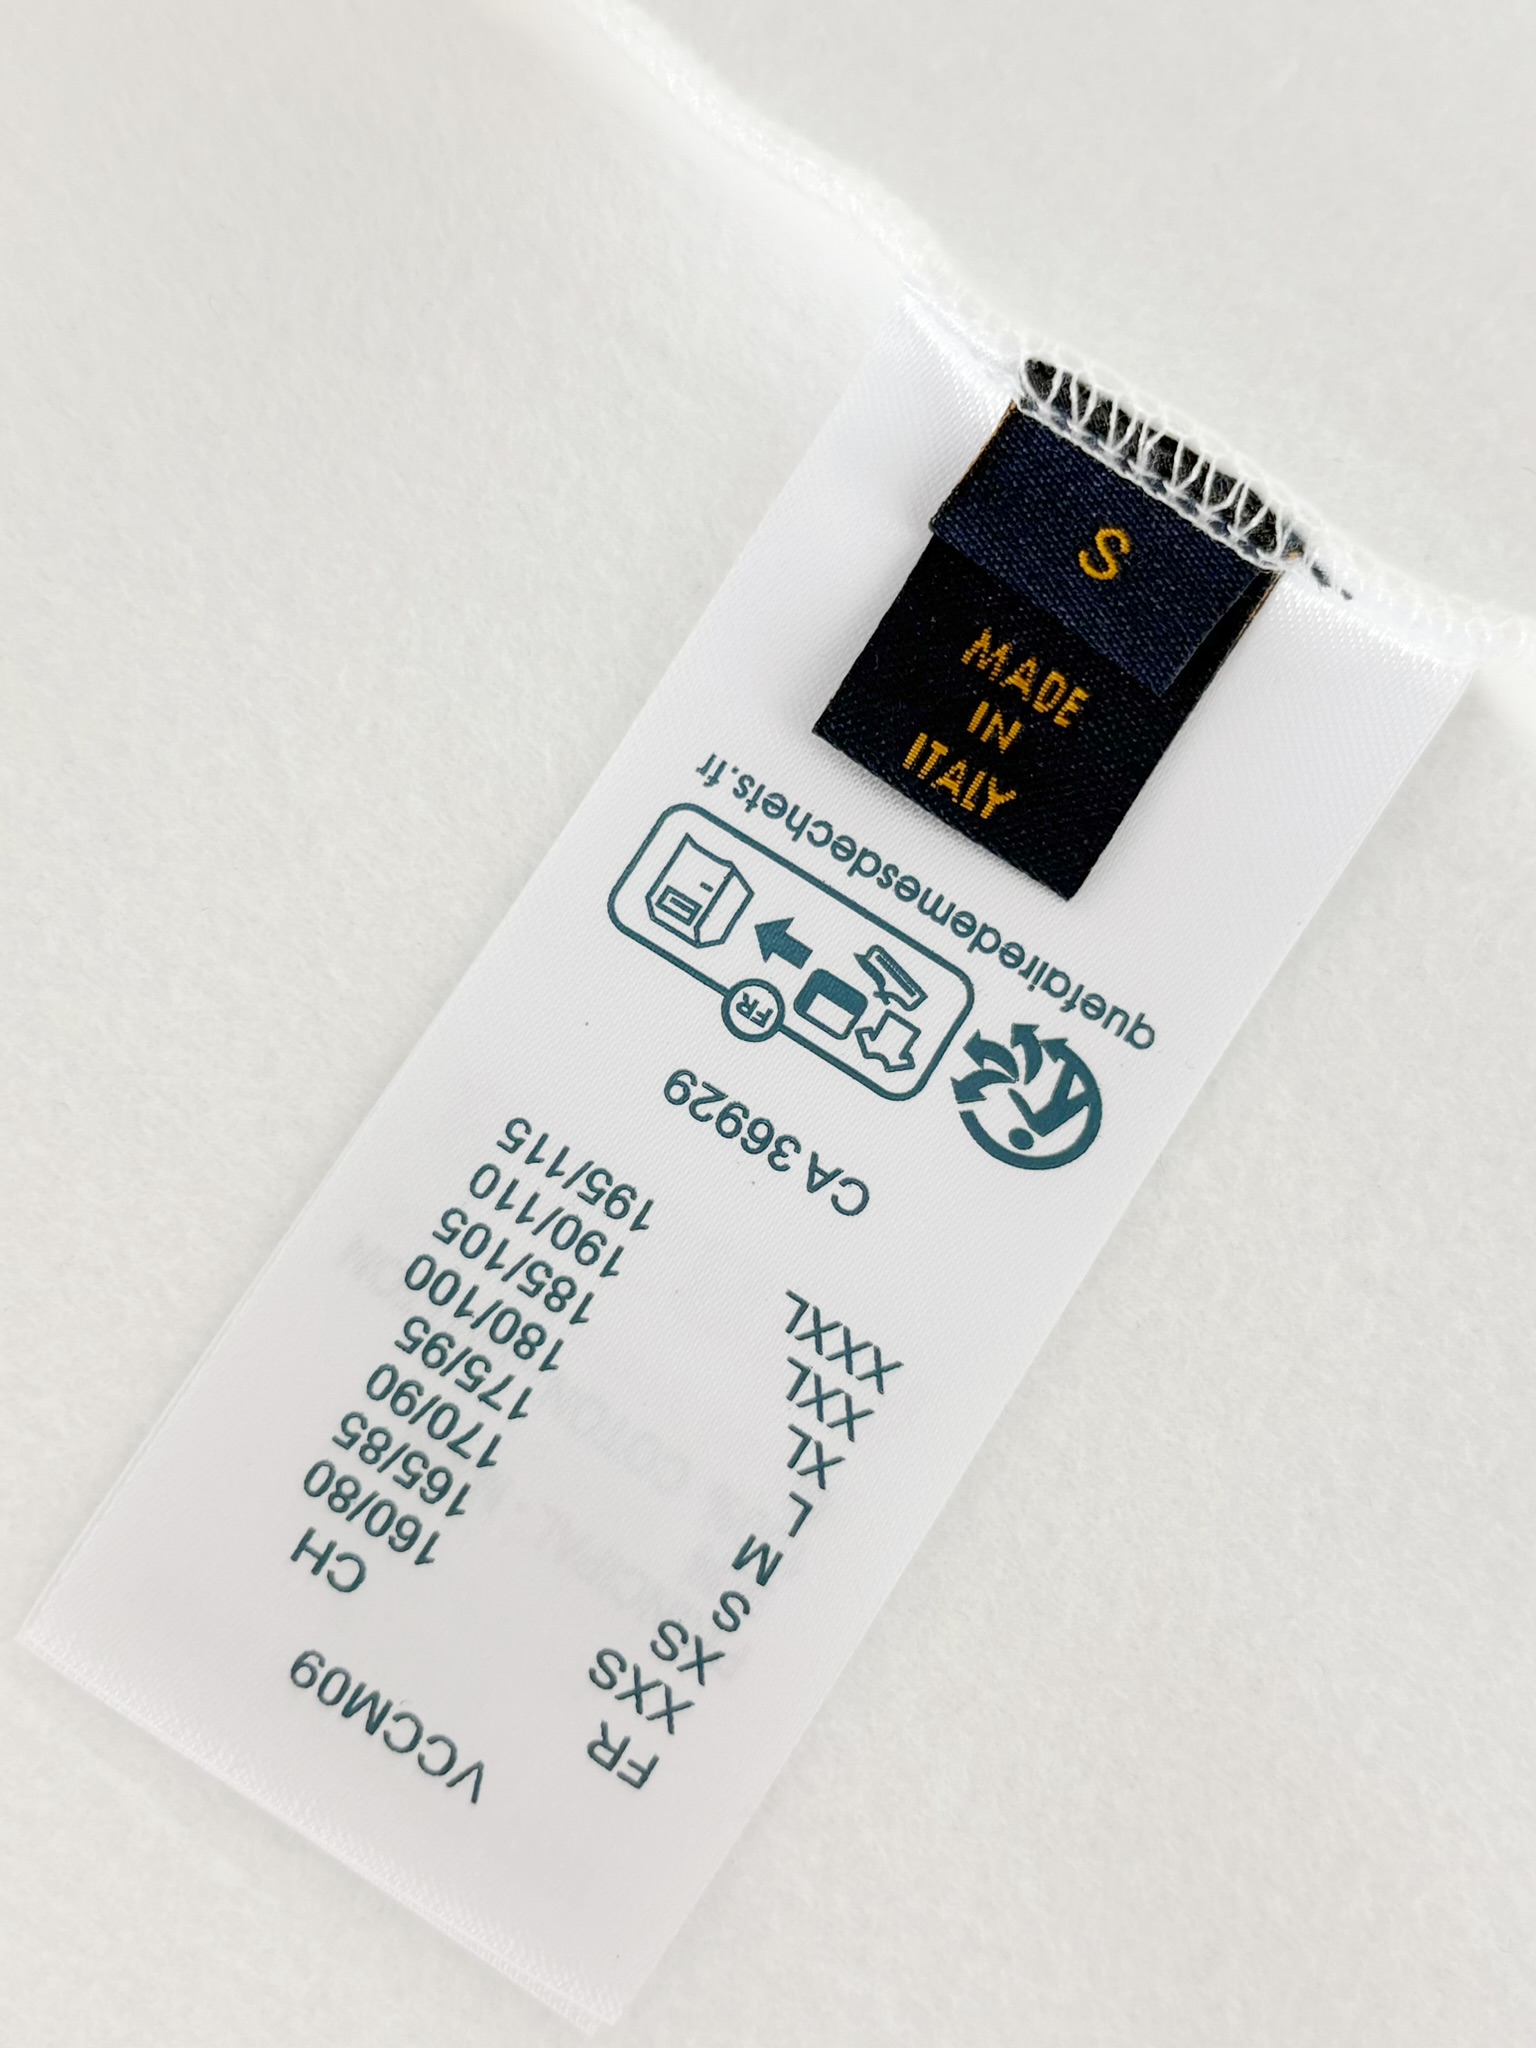 S
MADE
IN
ITALY
VCCM09
FR CH
XXS 160/80
XS 165/85
S 170/90
M 175/95
L 180/100
XL 185/105
XXL 190/110
XXXL 195/115
CA 36929
FR
quefairedemesdechets.fr